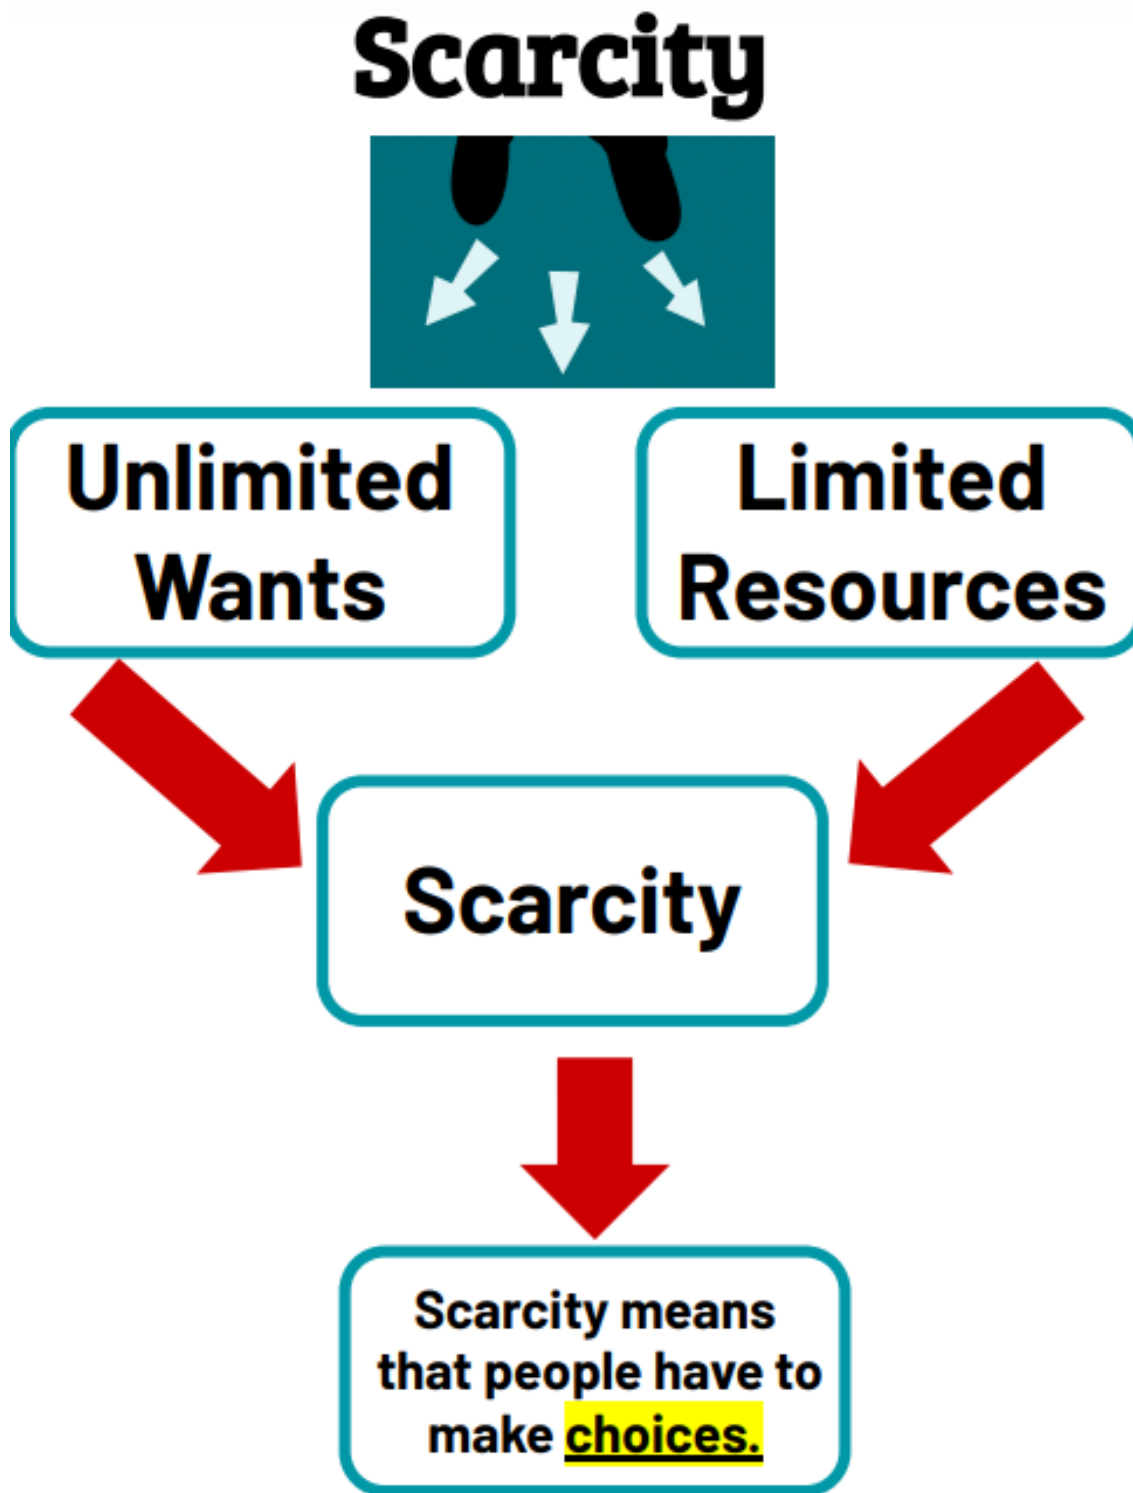 Scarcity
Unlimited
Wants
Limited
Resources
Scarcity
Scarcity means
that people have to
make choices.